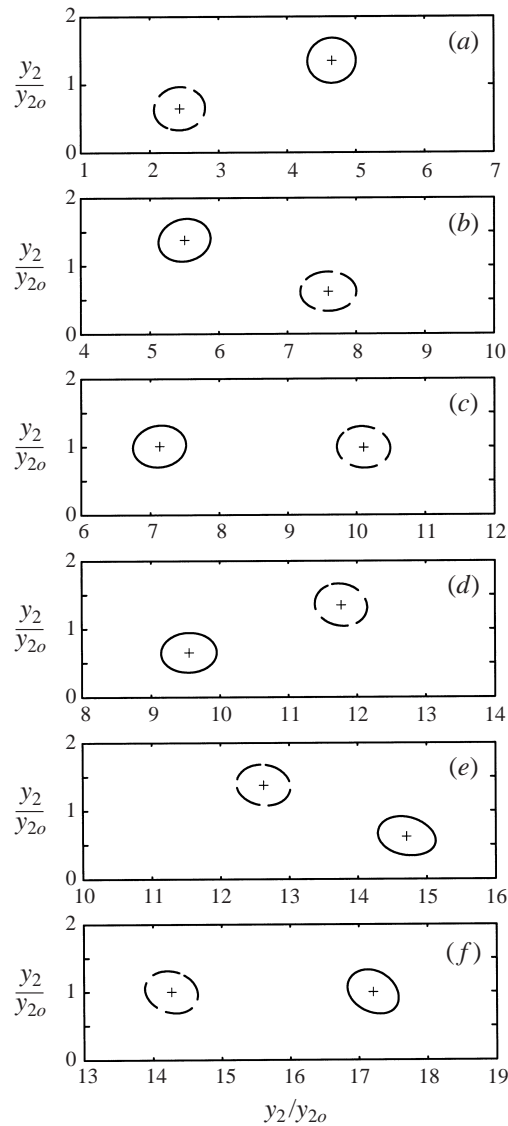 2
(a)
y2
y2o
1
0
1 2 3 4 5 6 7
2
(b)
y2
y2o
1
0
4 5 6 7 8 9 10
2
(c)
y2
y2o
1
0
6 7 8 9 10 11 12
2
(d)
y2
y2o
1
0
8 9 10 11 12 13 14
2
(e)
y2
y2o
1
0
10 11 12 13 14 15 16
2
(f)
y2
y2o
1
0
13 14 15 16 17 18 19
y2/y2o